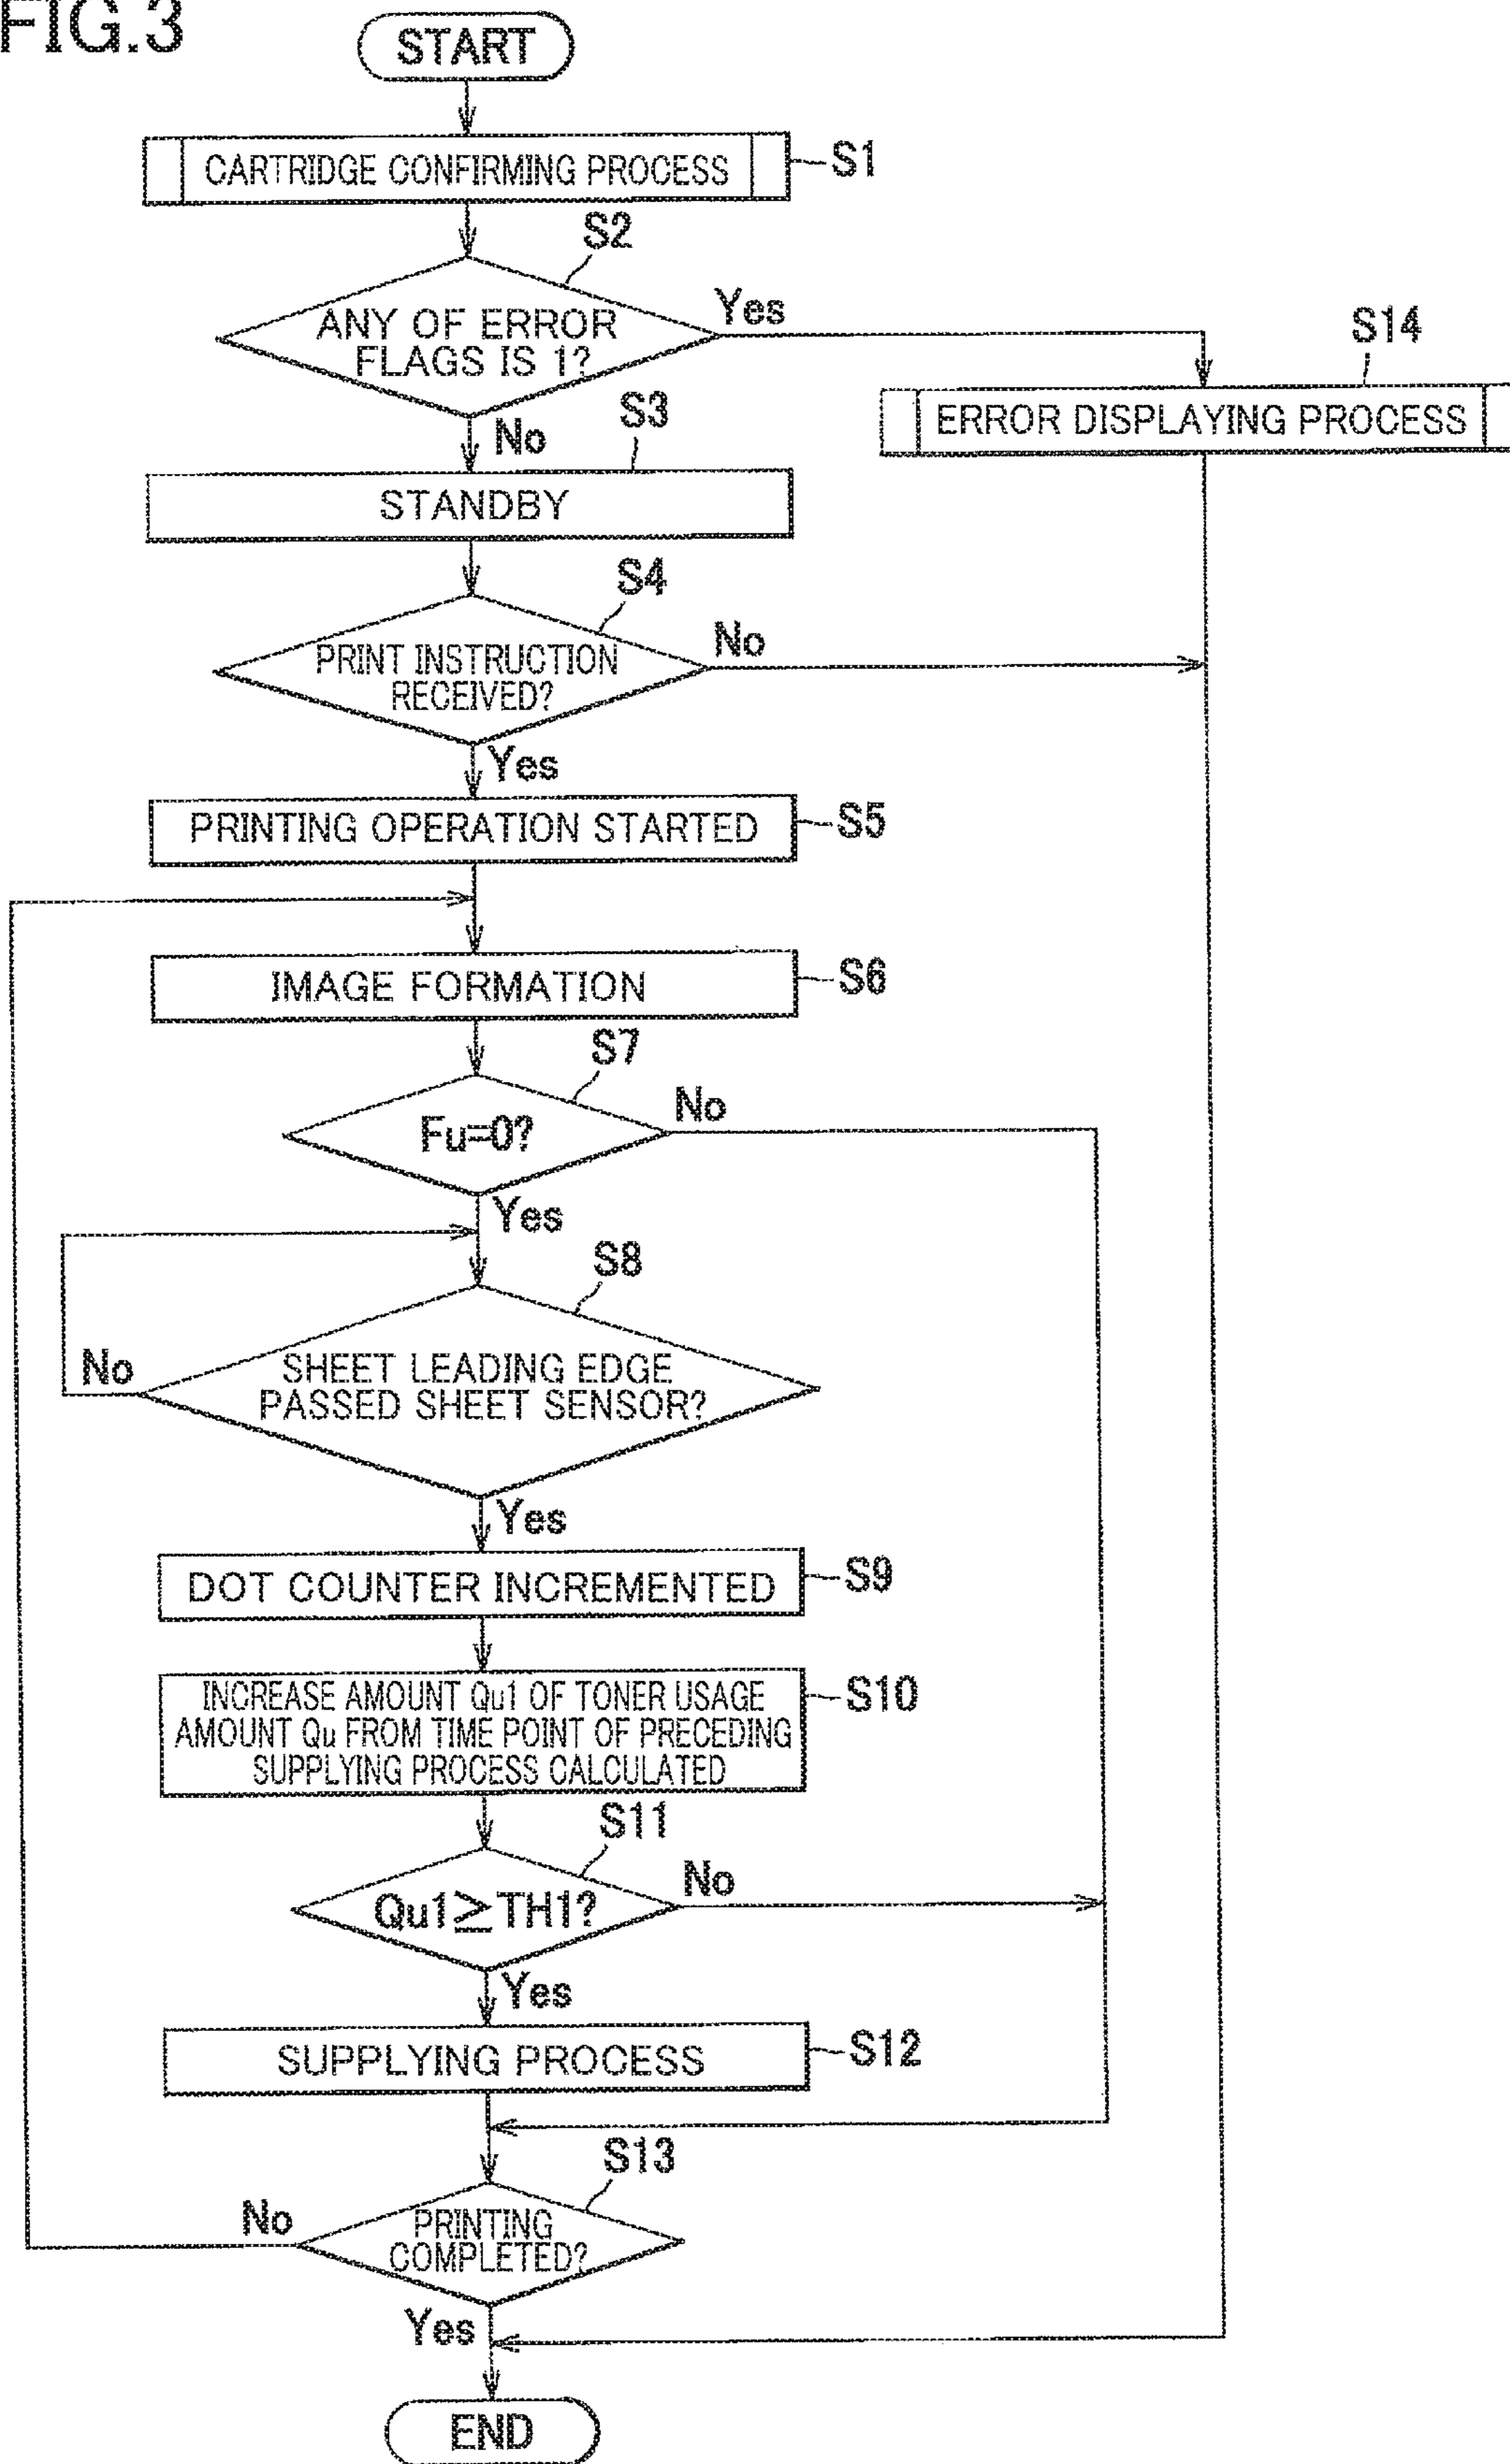 FIG.3
START
CARTRIDGE CONFIRMING PROCESS
S1
S2
ANY OF ERROR
FLAGS IS 1?
Yes
No
S14
ERROR DISPLAYING PROCESS
S3
STANDBY
S4
PRINT INSTRUCTION
RECEIVED?
No
Yes
PRINTING OPERATION STARTED
S5
IMAGE FORMATION
S6
S7
Fu=0?
No
Yes
S8
SHEET LEADING EDGE
PASSED SHEET SENSOR?
No
Yes
DOT COUNTER INCREMENTED
S9
INCREASE AMOUNT Qu1 OF TONER USAGE
AMOUNT Qu FROM TIME POINT OF PRECEDING
SUPPLYING PROCESS CALCULATED
S10
S11
Qu1≧TH1?
No
Yes
SUPPLYING PROCESS
S12
S13
PRINTING
COMPLETED?
No
Yes
END